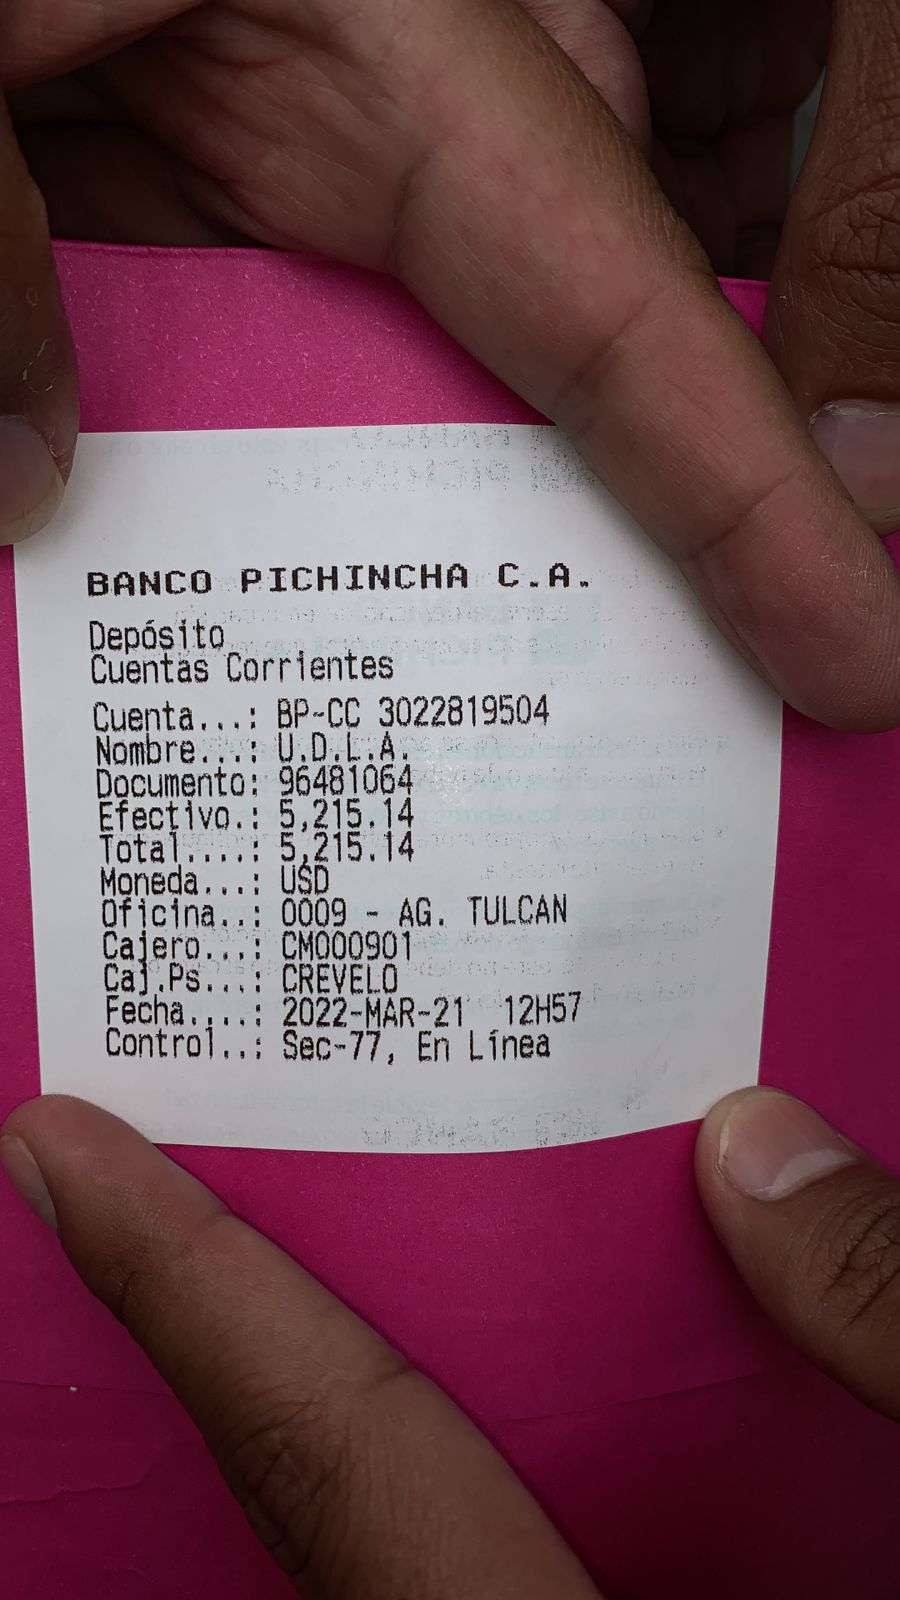 BANCO PICHINCHA C.A.
Depósito
Cuentas Corrientes
Cuenta...: BP-CC 3022819504
Nombre...: U.D.L.A.
Documento: 96481064
Efectivo.: 5,215.14
Total....: 5,215.14
Moneda...: USD
Oficina..: 0009 - AG. TULCAN
Cajero...: CM000901
Caj.Ps...: CREVELO
Fecha....: 2022-MAR-21 12H57
Control..: Sec-77, En Línea